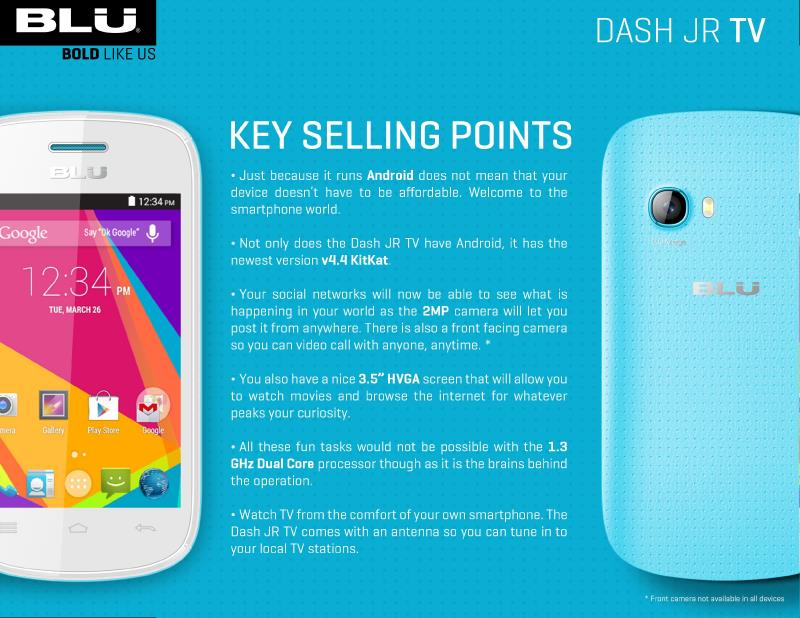 BLU
BOLD LIKE US
DASH JR TV
BLU
12:34 PM
Google
Say "Ok Google"
12:34 PM
TUE, MARCH 26
mera
Gallery
Play Store
Google
KEY SELLING POINTS
• Just because it runs Android does not mean that your
device doesn't have to be affordable. Welcome to the
smartphone world.
• Not only does the Dash JR TV have Android, it has the
newest version v4.4 KitKat.
• Your social networks will now be able to see what is
happening in your world as the 2MP camera will let you
post it from anywhere. There is also a front facing camera
so you can video call with anyone, anytime. *
• You also have a nice 3.5" HVGA screen that will allow you
to watch movies and browse the internet for whatever
peaks your curiosity.
• All these fun tasks would not be possible with the 1.3
GHz Dual Core processor though as it is the brains behind
the operation.
• Watch TV from the comfort of your own smartphone. The
Dash JR TV comes with an antenna so you can tune in to
your local TV stations.
BLU
* Front camera not available in all devices